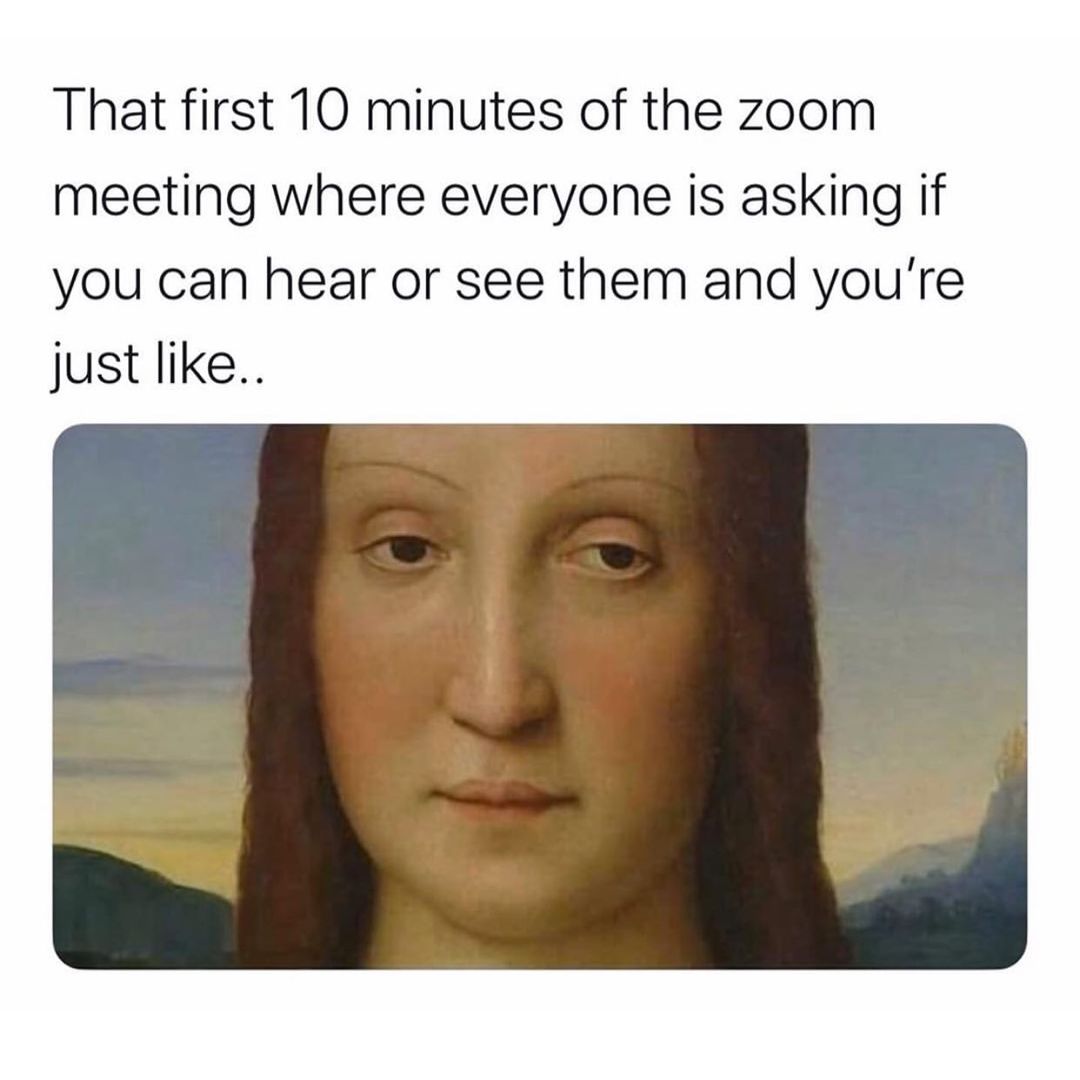 That first 10 minutes of the zoom
meeting where everyone is asking if
you can hear or see them and you're
just like..